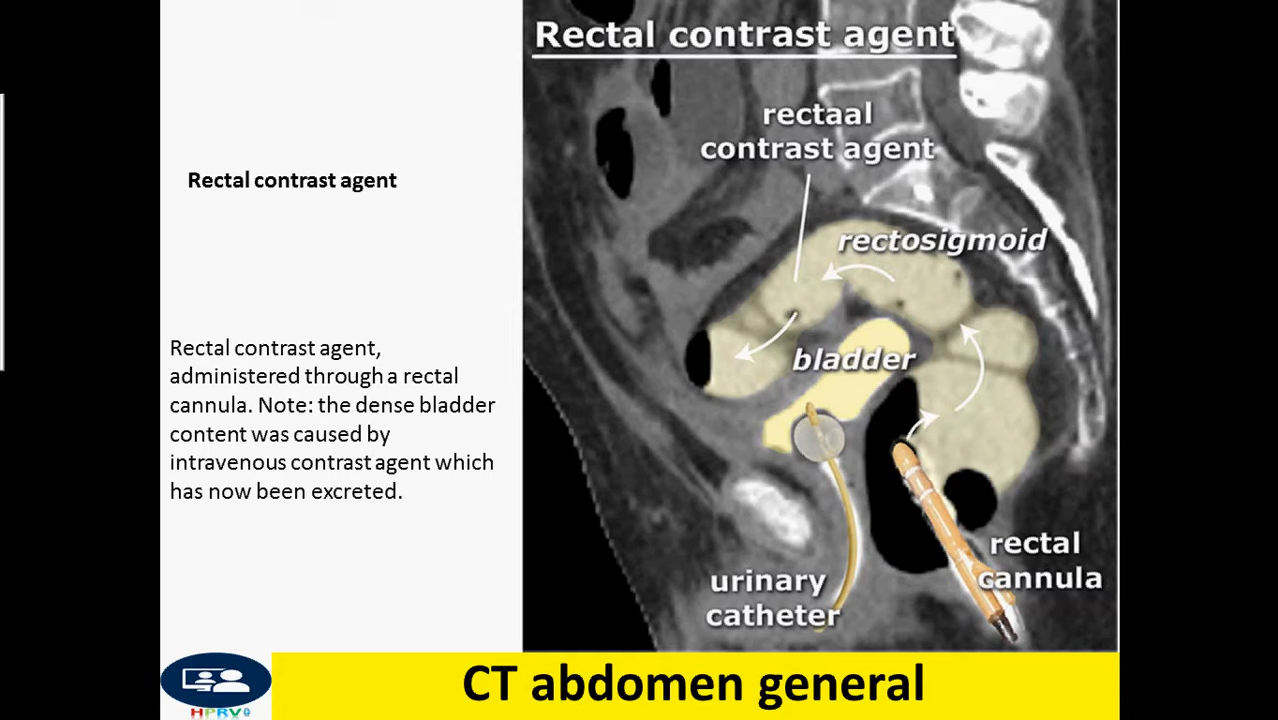 Rectal contrast agent
Rectal contrast agent,
administered through a rectal
cannula. Note: the dense bladder
content was caused by
intravenous contrast agent which
has now been excreted.
Rectal contrast agent
rectaal
contrast agent
rectosigmoid
bladder
urinary
catheter
rectal
cannula
HPRV
CT abdomen general